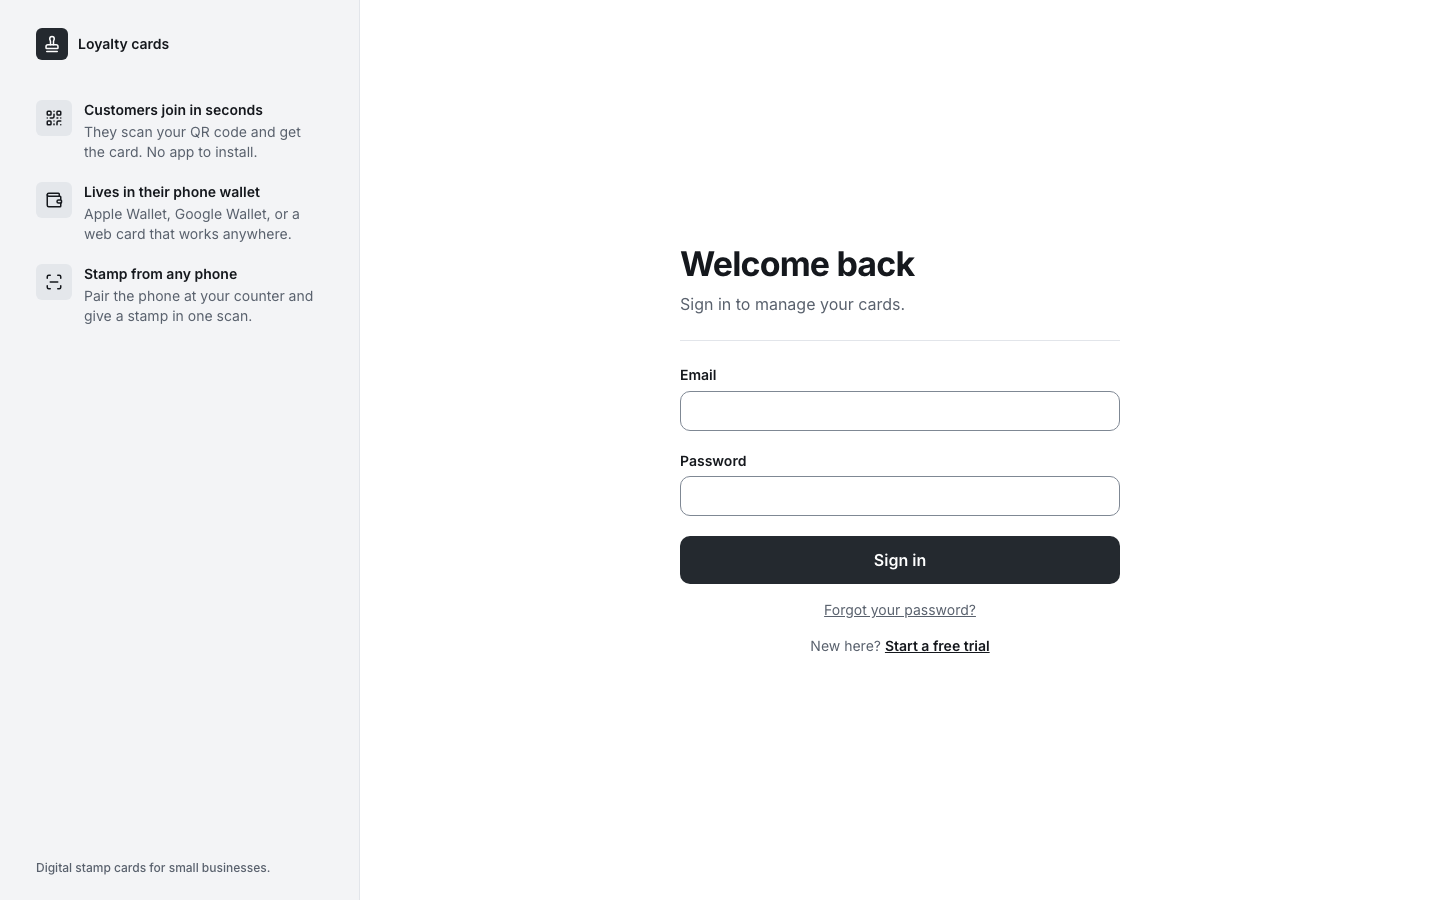 Loyalty cards
Customers join in seconds
They scan your QR code and get
the card. No app to install.
Lives in their phone wallet
Apple Wallet, Google Wallet, or a
web card that works anywhere.
Stamp from any phone
Pair the phone at your counter and
give a stamp in one scan.
Digital stamp cards for small businesses.
Welcome back
Sign in to manage your cards.
Email
Password
Sign in
Forgot your password?
New here? Start a free trial